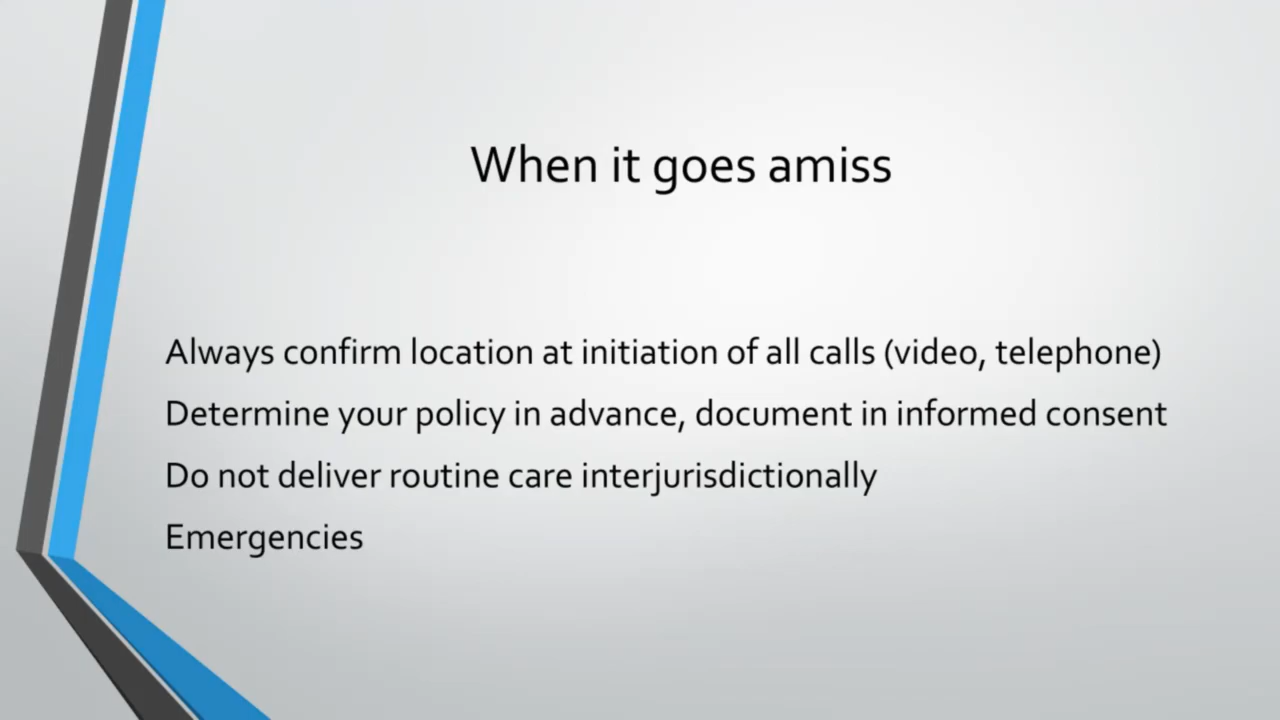 When it goes amiss
Always confirm location at initiation of all calls (video, telephone)
Determine your policy in advance, document in informed consent
Do not deliver routine care interjurisdictionally
Emergencies